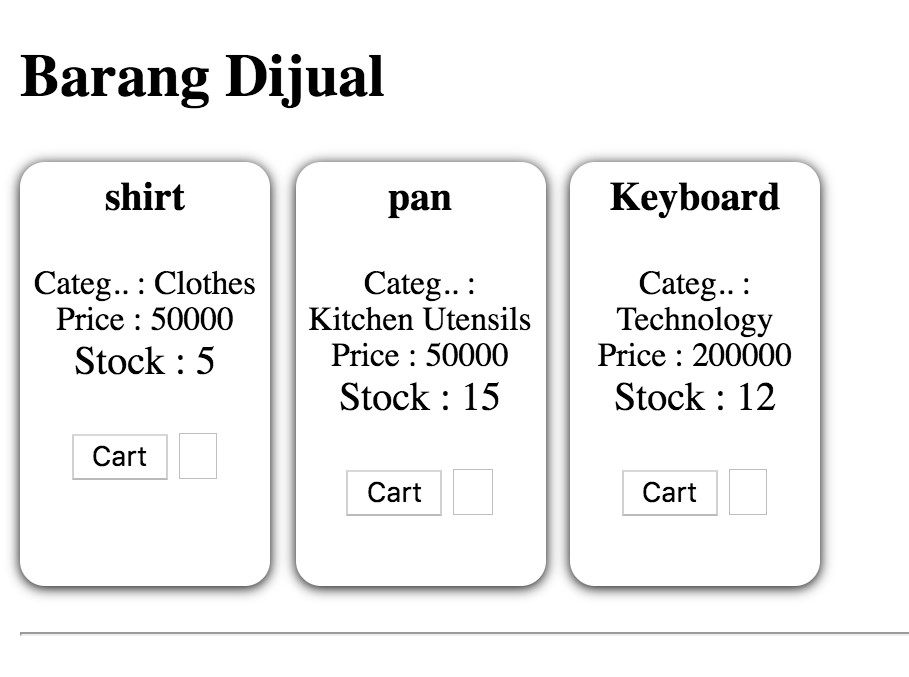 Barang Dijual
shirt
Categ.. : Clothes
Price : 50000
Stock : 5
Cart
pan
Categ.. :
Kitchen Utensils
Price : 50000
Stock : 15
Cart
Keyboard
Categ.. :
Technology
Price : 200000
Stock : 12
Cart